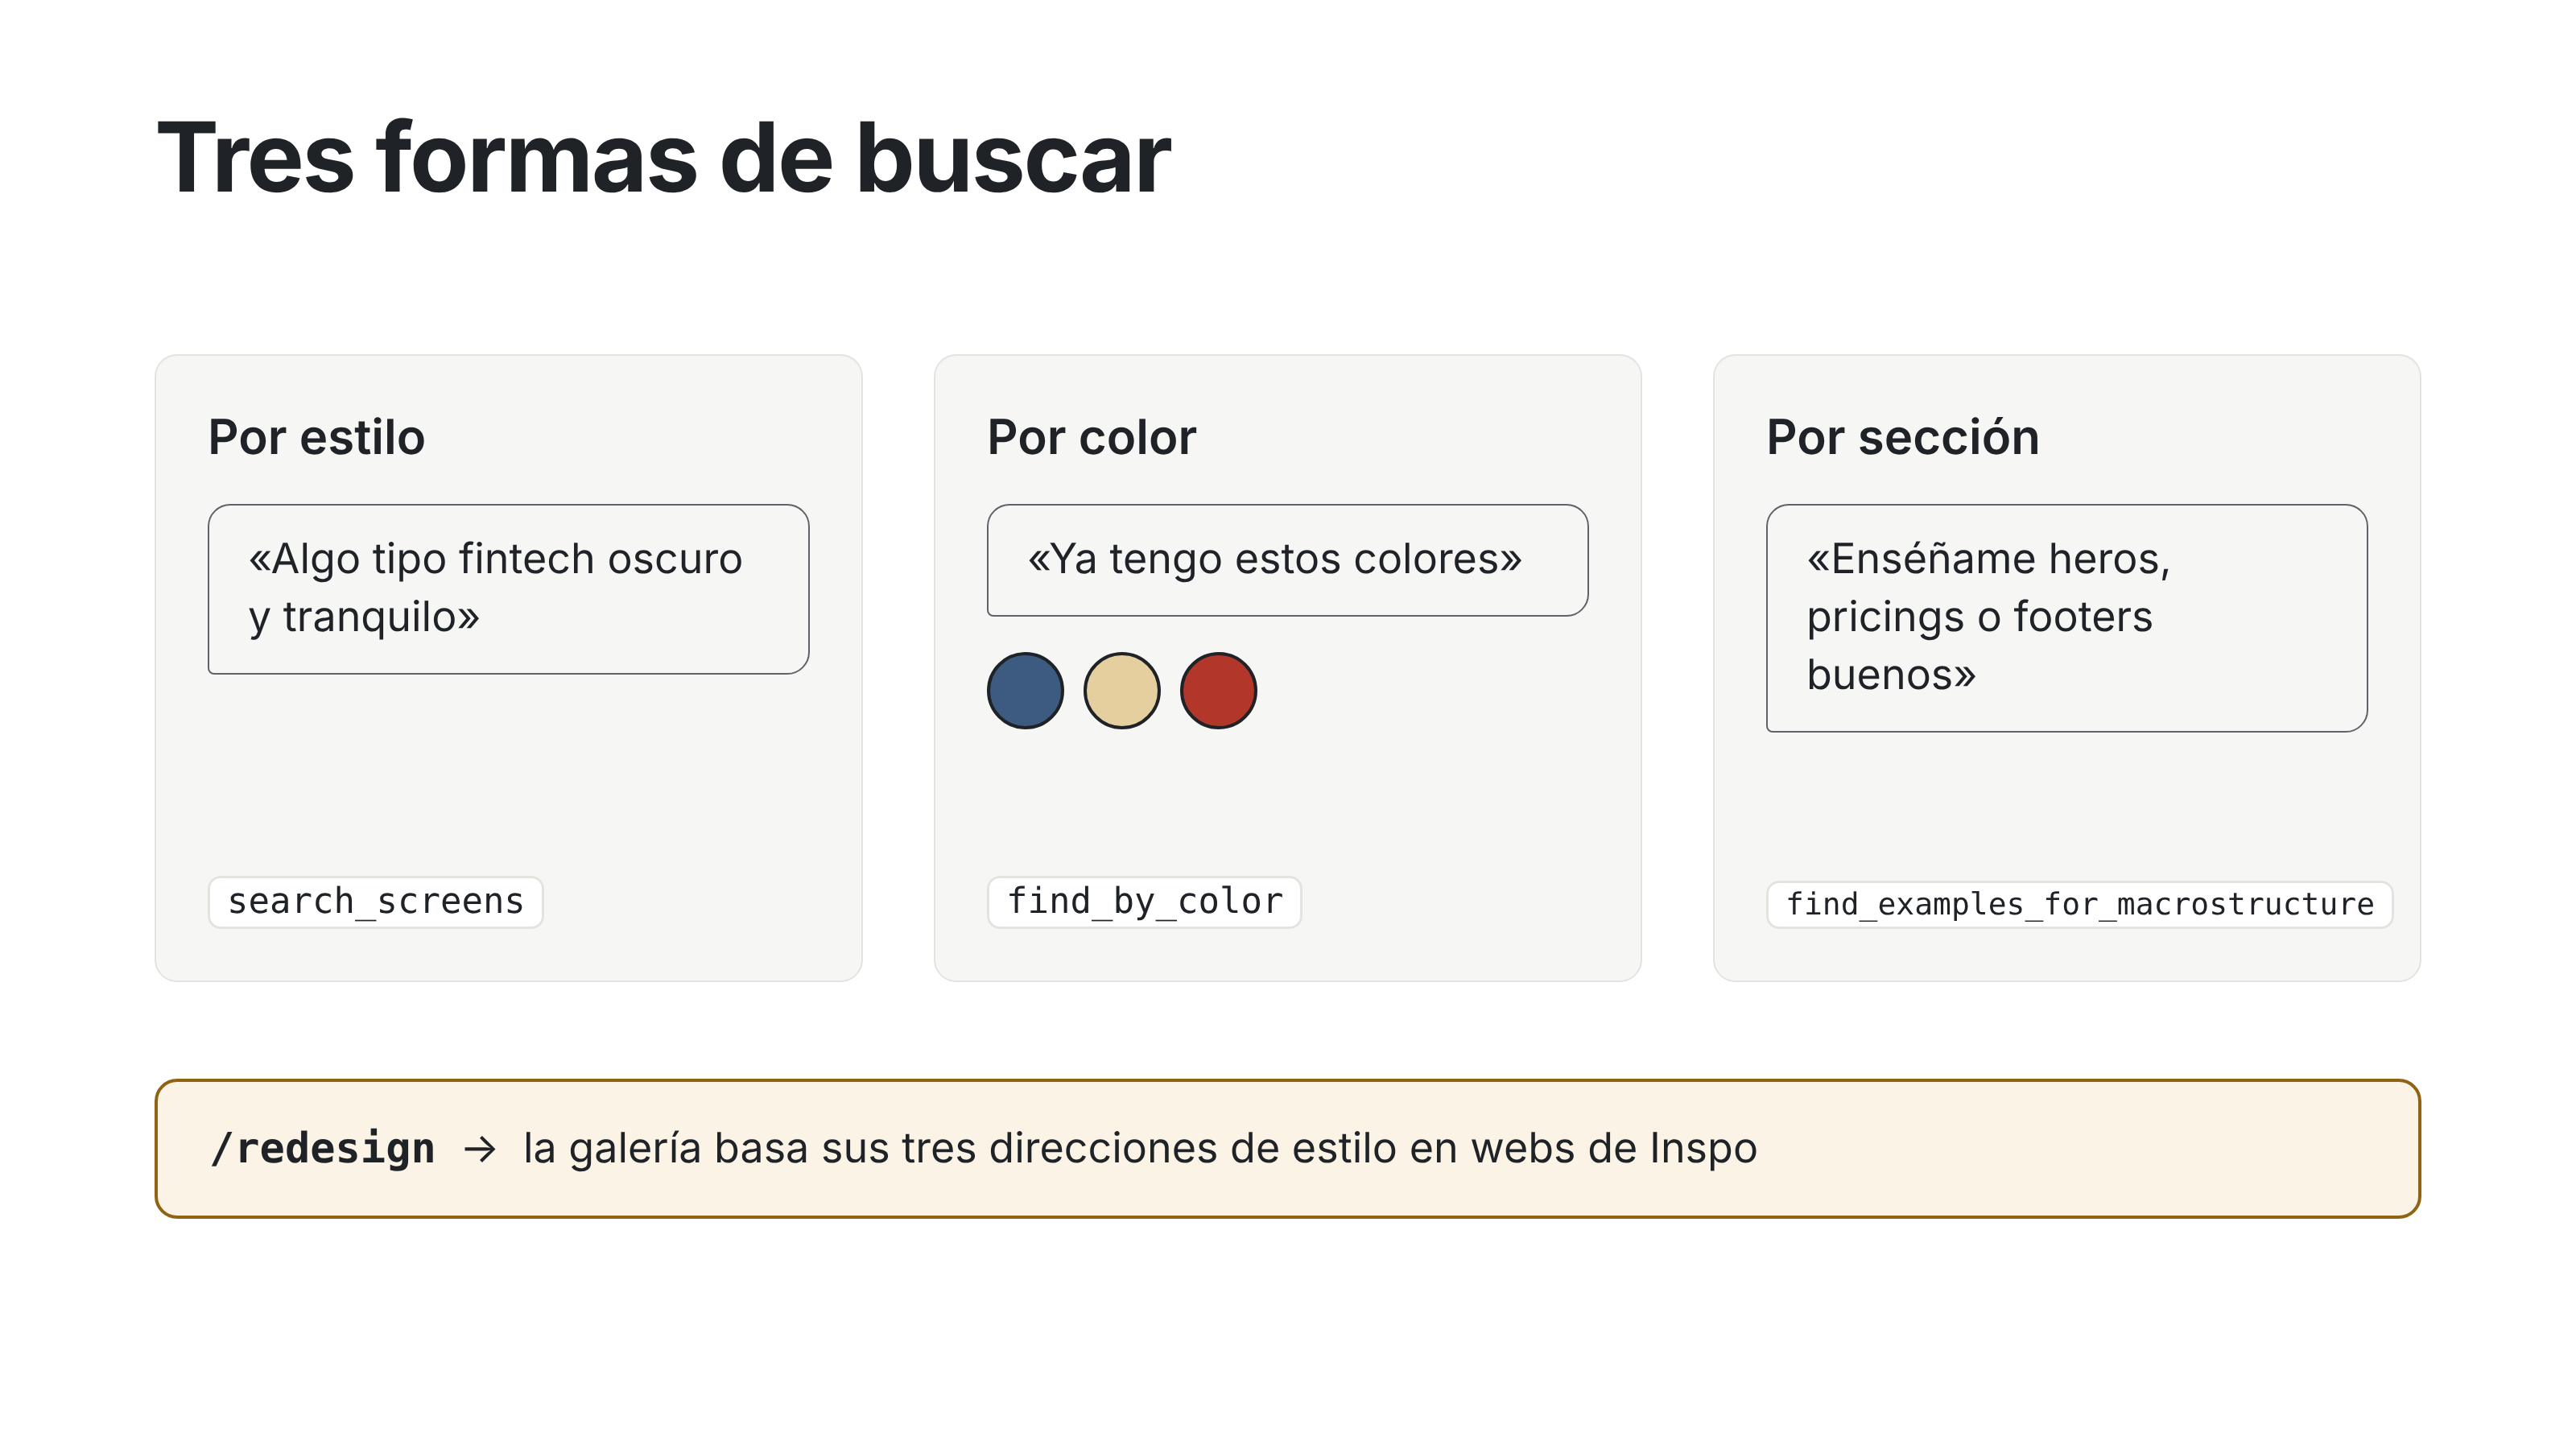 Tres formas de buscar
Por estilo
«Algo tipo fintech oscuro
y tranquilo»
search_screens
Por color
«Ya tengo estos colores»
find_by_color
Por sección
«Enséñame heros,
pricings o footers
buenos»
find_examples_for_macrostructure
/redesign → la galería basa sus tres direcciones de estilo en webs de Inspo